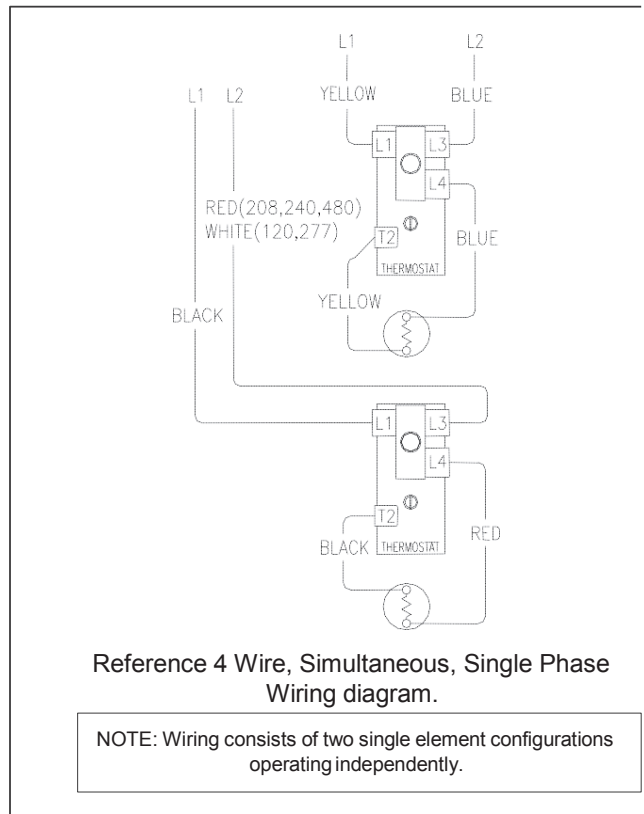 L1 L2
YELLOW BLUE
L1 L2
L1 L3
L4
RED(208,240,480)
WHITE(120,277)
T2
BLUE
THERMOSTAT
YELLOW
BLACK
L1 L3
L4
T2
RED
BLACK THERMOSTAT
Reference 4 Wire, Simultaneous, Single Phase
Wiring diagram.
NOTE: Wiring consists of two single element configurations
operating independently.